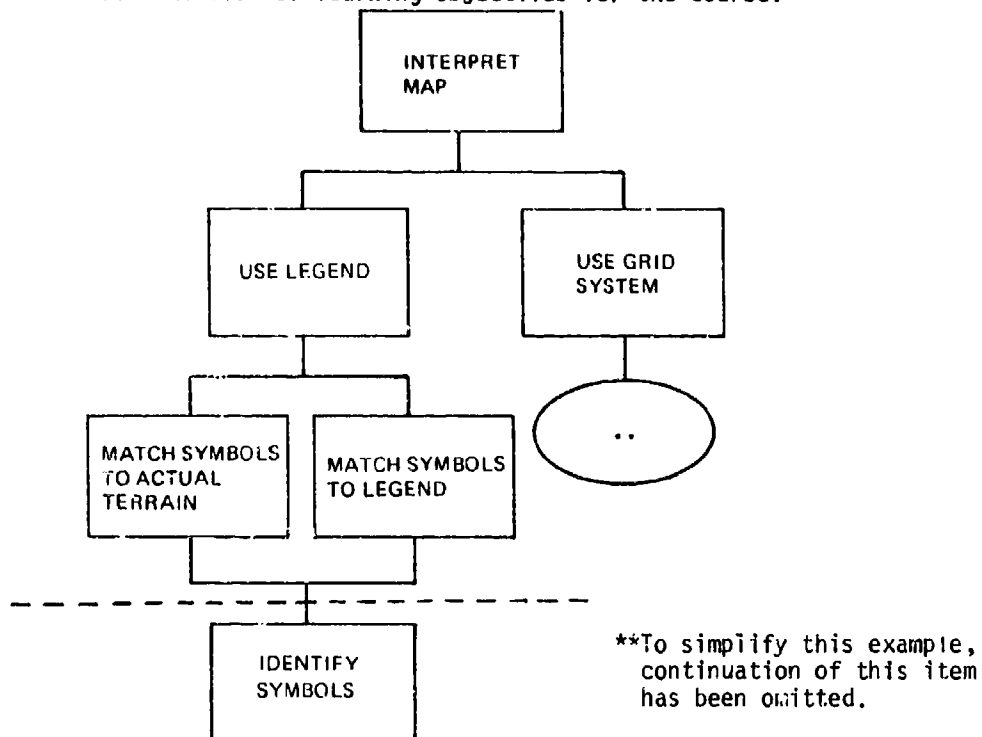 INTERPRET
MAP
USE LEGEND
USE GRID
SYSTEM
..
MATCH SYMBOLS
TO ACTUAL
TERRAIN
MATCH SYMBOLS
TO LEGEND
IDENTIFY
SYMBOLS
**To simplify this example,
continuation of this item
has been omitted.